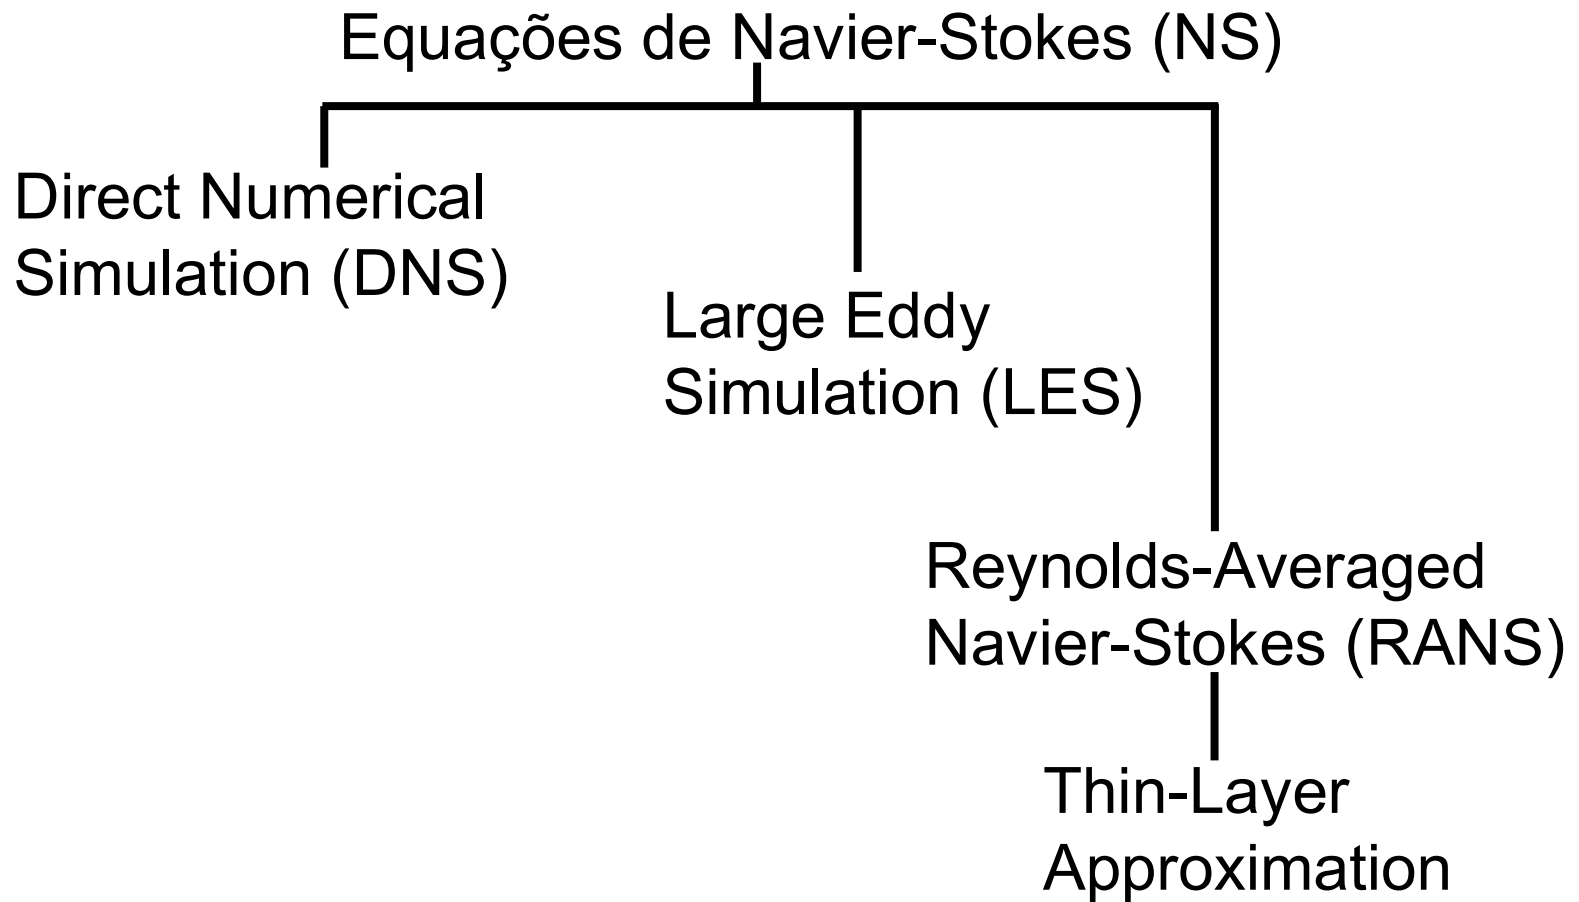 Equações de Navier-Stokes (NS)
Direct Numerical
Simulation (DNS)
Large Eddy
Simulation (LES)
Reynolds-Averaged
Navier-Stokes (RANS)
Thin-Layer
Approximation